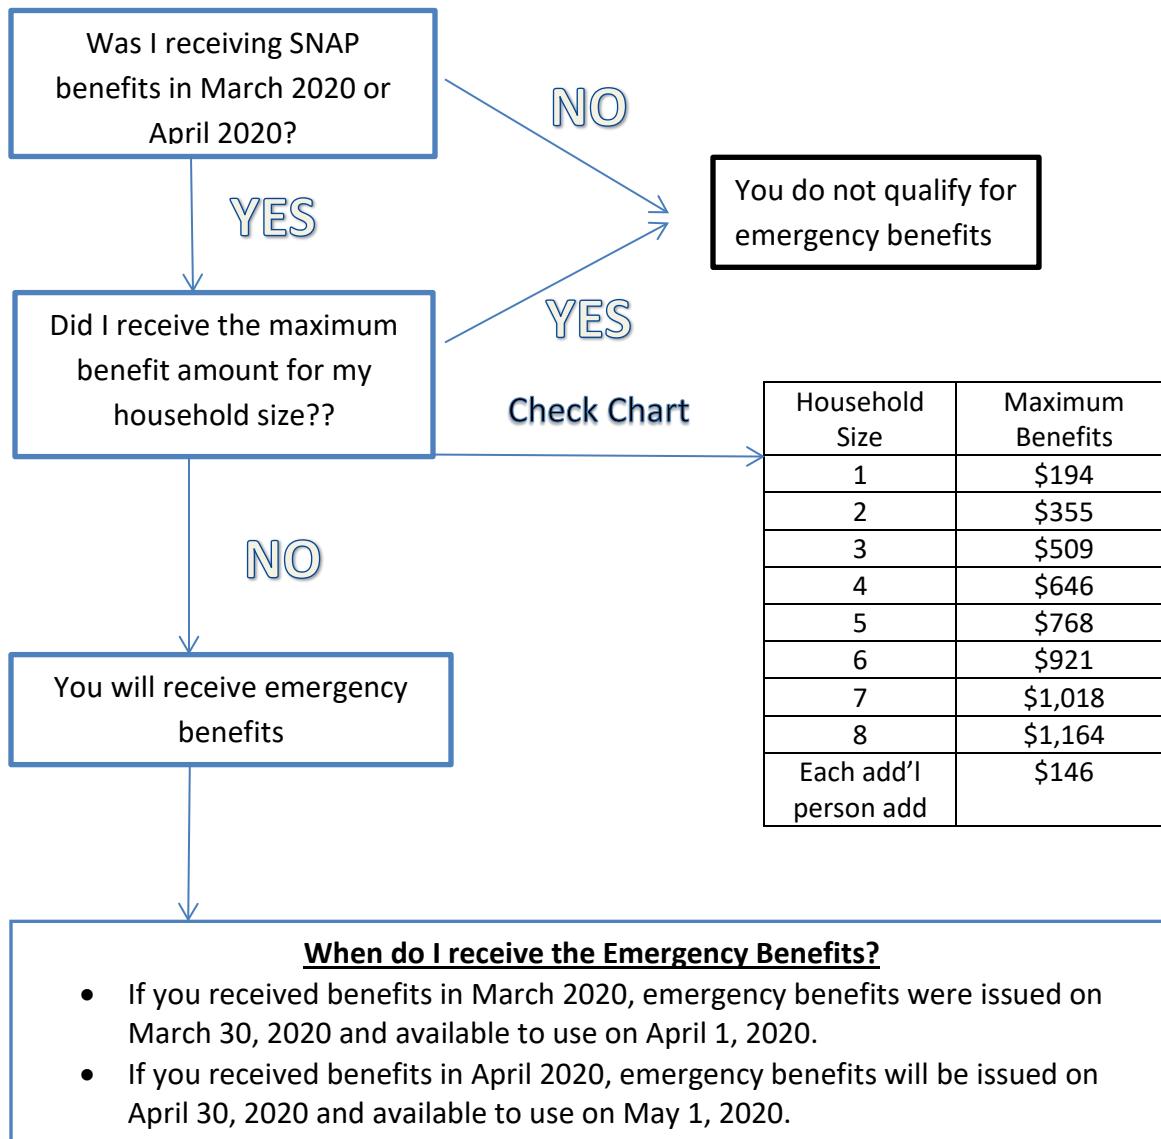 Was I receiving SNAP
benefits in March 2020 or
April 2020?
NO
YES
You do not qualify for
emergency benefits
Did I receive the maximum
benefit amount for my
household size??
YES
Check Chart
Household Size Maximum Benefits
1 $194
2 $355
3 $509
4 $646
5 $768
6 $921
7 $1,018
8 $1,164
Each add'l person add $146
NO
You will receive emergency
benefits
When do I receive the Emergency Benefits?
• If you received benefits in March 2020, emergency benefits were issued on
March 30, 2020 and available to use on April 1, 2020.
• If you received benefits in April 2020, emergency benefits will be issued on
April 30, 2020 and available to use on May 1, 2020.